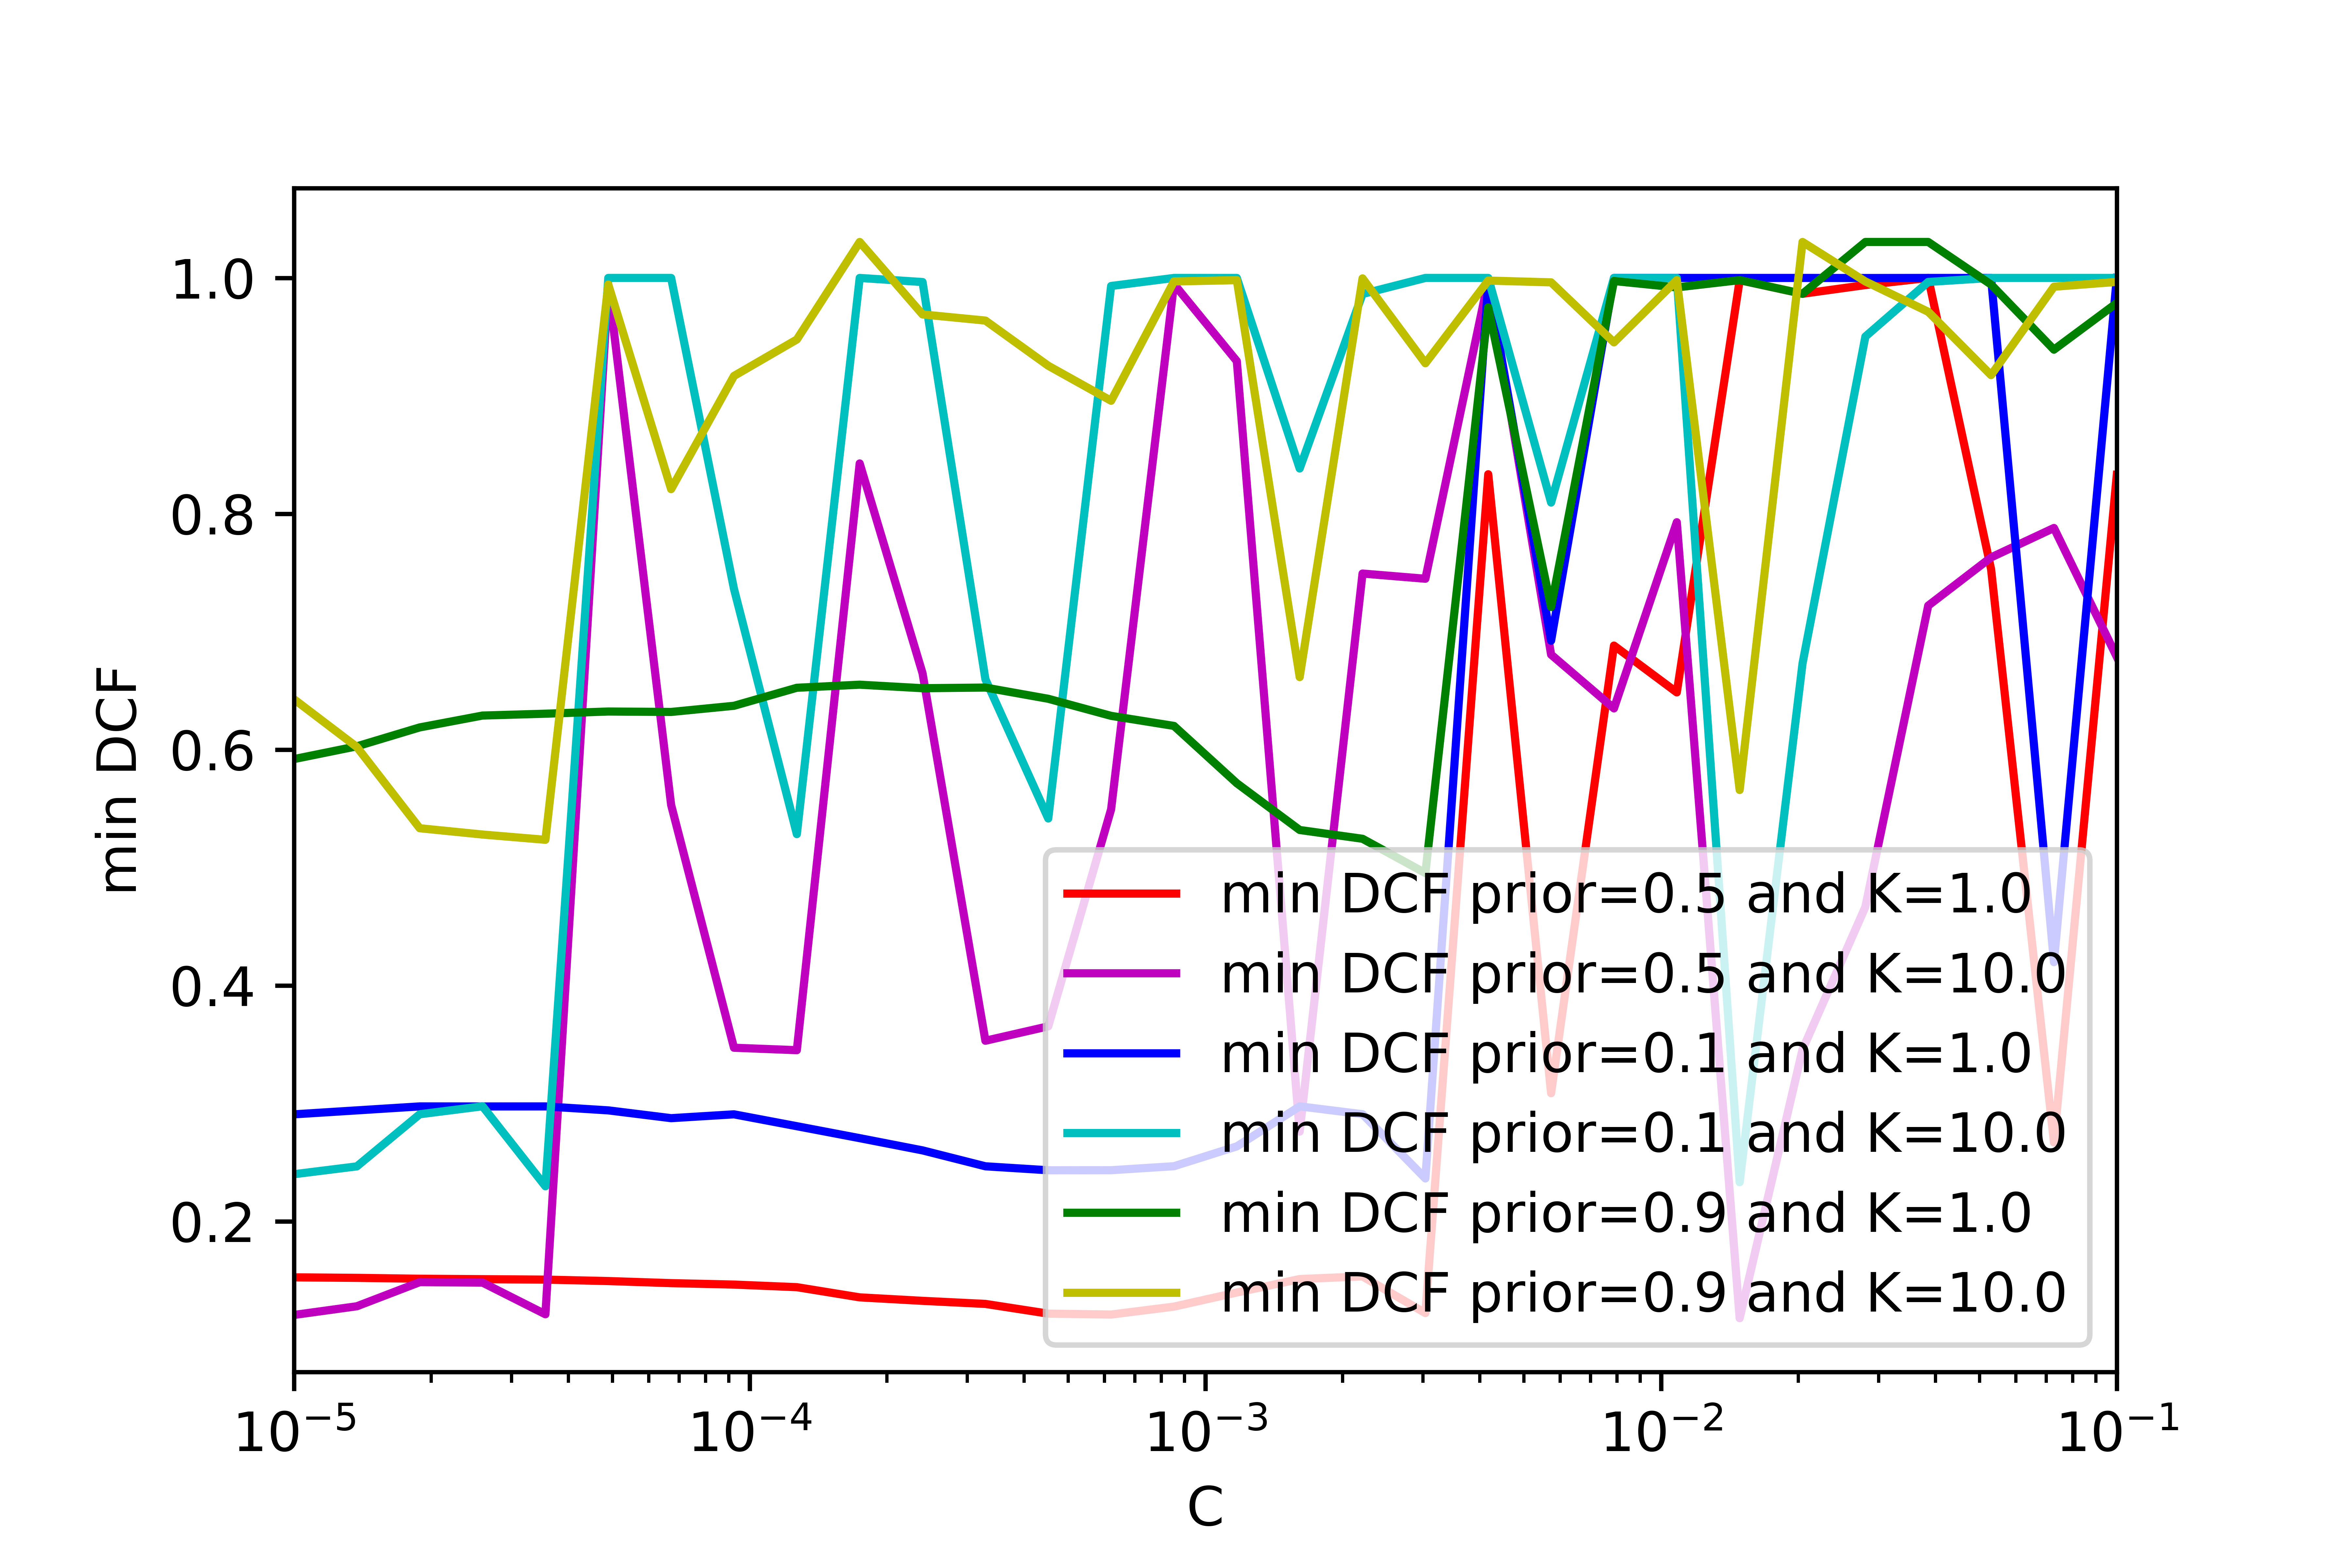 1.0
0.8
0.6
0.4
0.2
min DCF
min DCF prior=0.5 and K=1.0
min DCF prior=0.5 and K=10.0
min DCF prior=0.1 and K=1.0
min DCF prior=0.1 and K=10.0
min DCF prior=0.9 and K=1.0
min DCF prior=0.9 and K=10.0
10⁻⁵ 10⁻⁴ 10⁻³ 10⁻² 10⁻¹
C